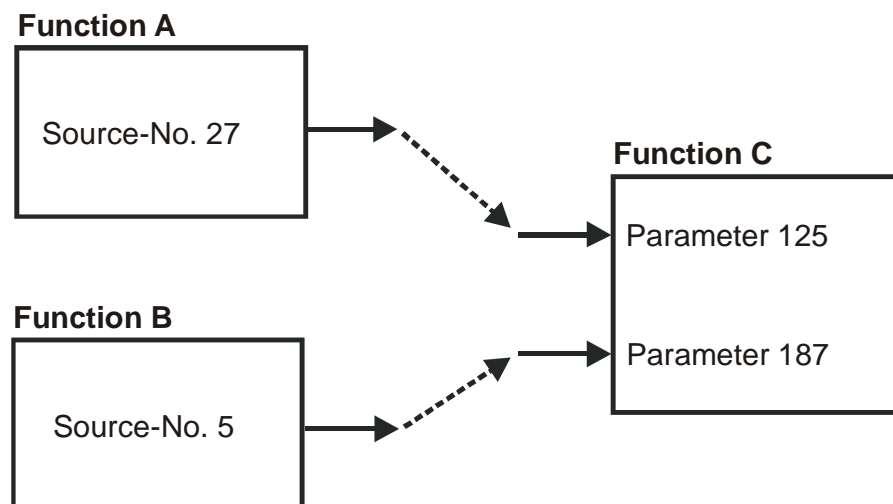 Function A
Source-No. 27
Function C
Parameter 125
Parameter 187
Function B
Source-No. 5